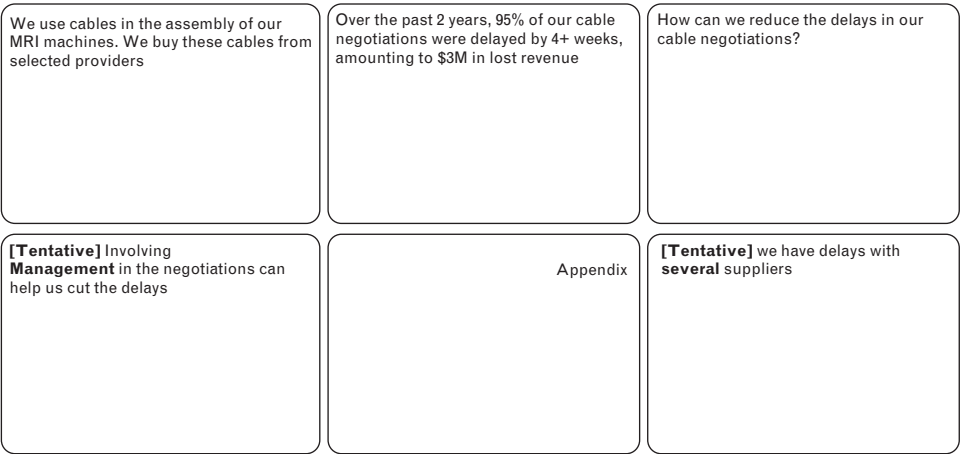 We use cables in the assembly of our
MRI machines. We buy these cables from
selected providers
Over the past 2 years, 95% of our cable
negotiations were delayed by 4+ weeks,
amounting to $3M in lost revenue
How can we reduce the delays in our
cable negotiations?
[Tentative] Involving
Management in the negotiations can
help us cut the delays
Appendix
[Tentative] we have delays with
several suppliers